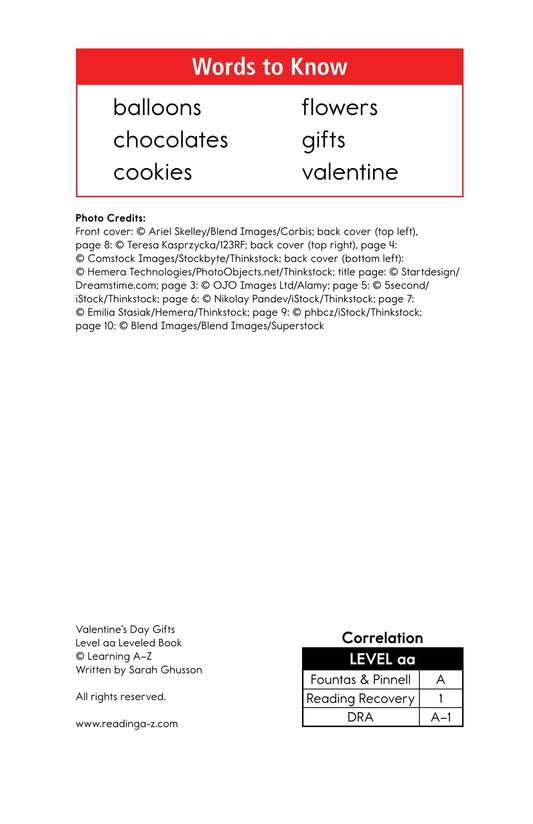 Words to Know
balloons flowers
chocolates gifts
cookies valentine
Photo Credits:
Front cover: © Ariel Skelley/Blend Images/Corbis; back cover (top left),
page 8: © Teresa Kasprzycka/123RF; back cover (top right), page 4:
© Comstock Images/Stockbyte/Thinkstock; back cover (bottom left):
© Hemera Technologies/PhotoObjects.net/Thinkstock; title page: © Startdesign/
Dreamstime.com; page 3: © OJO Images Ltd/Alamy; page 5: © 5second/
iStock/Thinkstock; page 6: © Nikolay Pandev/iStock/Thinkstock; page 7:
© Emilia Stasiak/Hemera/Thinkstock; page 9: © phbcz/iStock/Thinkstock;
page 10: © Blend Images/Blend Images/Superstock
Valentine's Day Gifts
Level aa Leveled Book
© Learning A–Z
Written by Sarah Ghusson
All rights reserved.
www.readinga-z.com
Correlation
LEVEL aa
Fountas & Pinnell A
Reading Recovery 1
DRA A–1